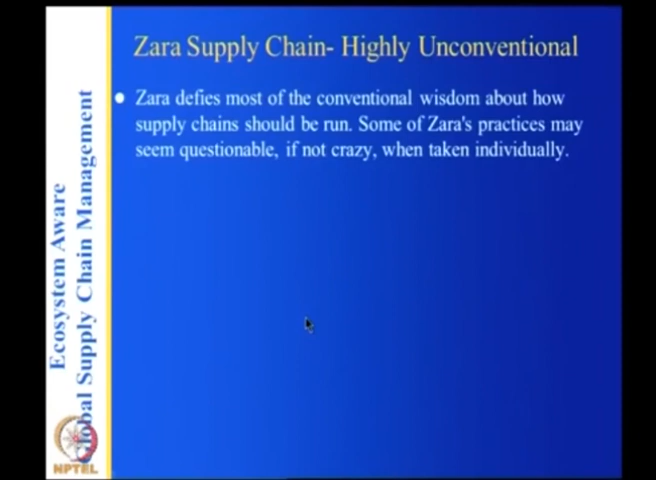 Zara Supply Chain- Highly Unconventional
Zara defies most of the conventional wisdom about how
supply chains should be run. Some of Zara's practices may
seem questionable, if not crazy, when taken individually.
Ecosystem Aware
Global Supply Chain Management
NPTEL